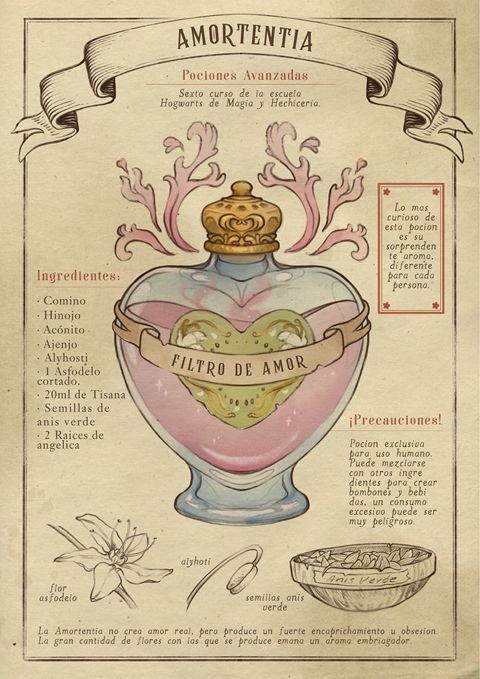 AMORTENTIA
Pociones Avanzadas
Sexto curso de la escuela
Hogwarts de Magia y Hechiceria.
Lo mas
curioso de
esta pocion
es su
sorprenden
te aroma,
diferente
para cada
persona.
Ingredientes:
· Comino
· Hinojo
· Acónito
· Ajenjo
· Alyhosti
· 1 Asfodelo
cortado.
· 20ml de Tisana
· Semillas de
anis verde
· 2 Raices de
angelica
FILTRO DE AMOR
¡Precauciones!
Pocion exclusiva
para uso humano.
Puede mezclarse
con otros ingre
dientes para crear
bombones y bebi
das, un consumo
excesivo puede ser
muy peligroso.
flor
asfodelo
alyhoti
semillas anis
verde
Anis Verde
La Amortentia no crea amor real, pero produce un fuerte encaprichamiento u obsesion.
La gran cantidad de flores con las que se produce emana un aroma embriagador.